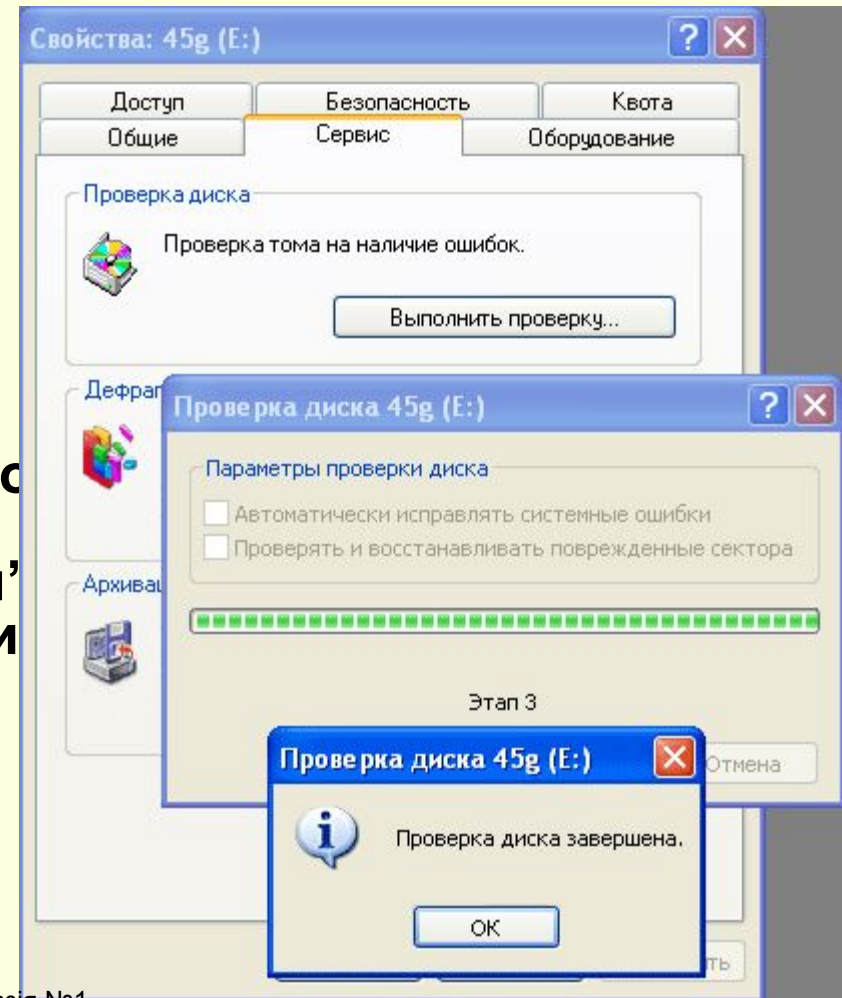 Свойства: 45g (E:)
Доступ Безопасность Квота
Общие Сервис Оборудование
Проверка диска
Проверка тома на наличие ошибок.
Выполнить проверку...
Проверка диска 45g (E:)
Параметры проверки диска
Автоматически исправлять системные ошибки
Проверять и восстанавливать поврежденные сектора
Этап 3
Отмена
Проверка диска 45g (E:)
Проверка диска завершена.
ОК
№1